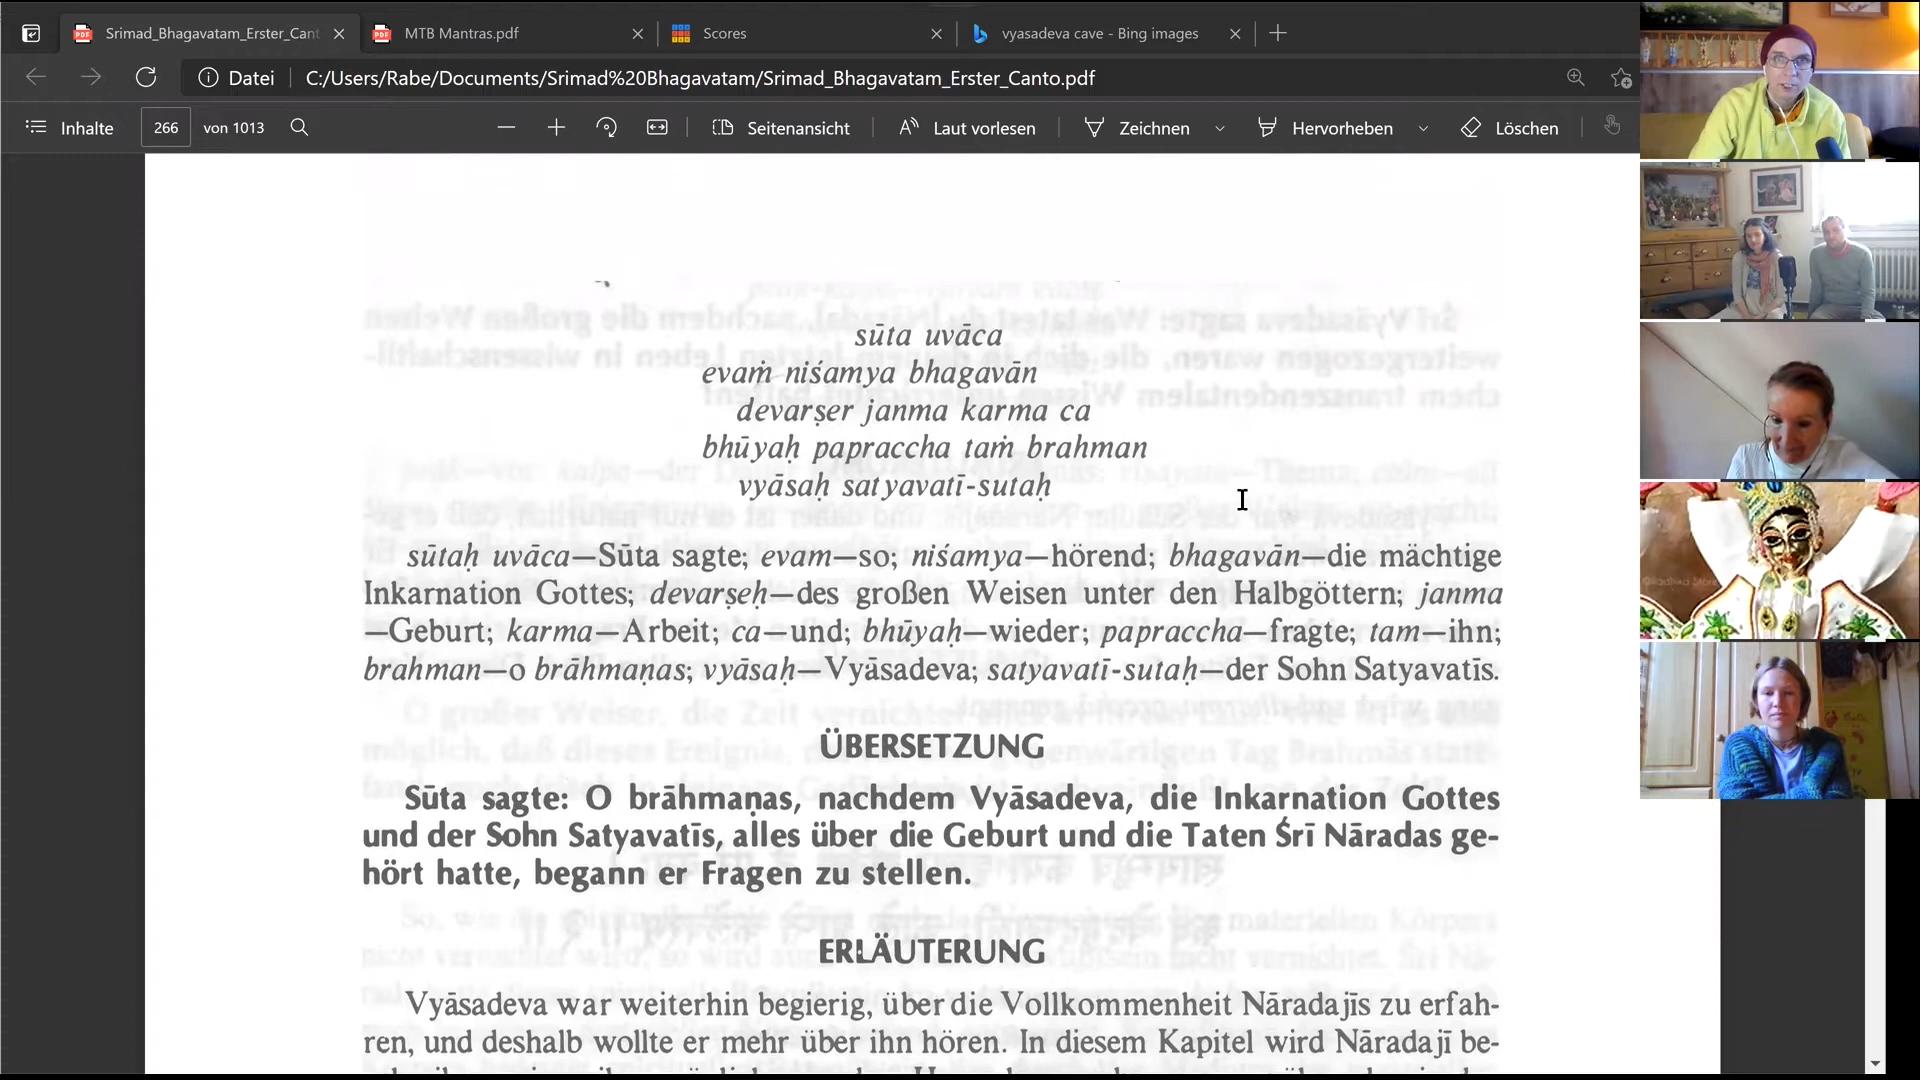 Srimad_Bhagavatam_Erster_Cant
MTB Mantras.pdf
Scores
vyasadeva cave - Bing images
Datei
C:/Users/Rabe/Documents/Srimad%20Bhagavatam/Srimad_Bhagavatam_Erster_Canto.pdf
Inhalte
266
von 1013
Seitenansicht
Laut vorlesen
Zeichnen
Hervorheben
Löschen
sūta uvāca
evaṁ niśamya bhagavān
devarṣer janma karma ca
bhūyaḥ papraccha taṁ brahman
vyāsaḥ satyavatī-sutaḥ
sūtaḥ uvāca—Sūta sagte; evam—so; niśamya—hörend; bhagavān—die mächtige
Inkarnation Gottes; devarṣeḥ—des großen Weisen unter den Halbgöttern; janma
—Geburt; karma—Arbeit; ca—und; bhūyaḥ—wieder; papraccha—fragte; tam—ihn;
brahman—o brāhmaṇas; vyāsaḥ—Vyāsadeva; satyavatī-sutaḥ—der Sohn Satyavatīs.
ÜBERSETZUNG
Sūta sagte: O brāhmaṇas, nachdem Vyāsadeva, die Inkarnation Gottes
und der Sohn Satyavatīs, alles über die Geburt und die Taten Śrī Nāradas ge-
hört hatte, begann er Fragen zu stellen.
ERLÄUTERUNG
Vyāsadeva war weiterhin begierig, über die Vollkommenheit Nāradajīs zu erfah-
ren, und deshalb wollte er mehr über ihn hören. In diesem Kapitel wird Nāradajī be-